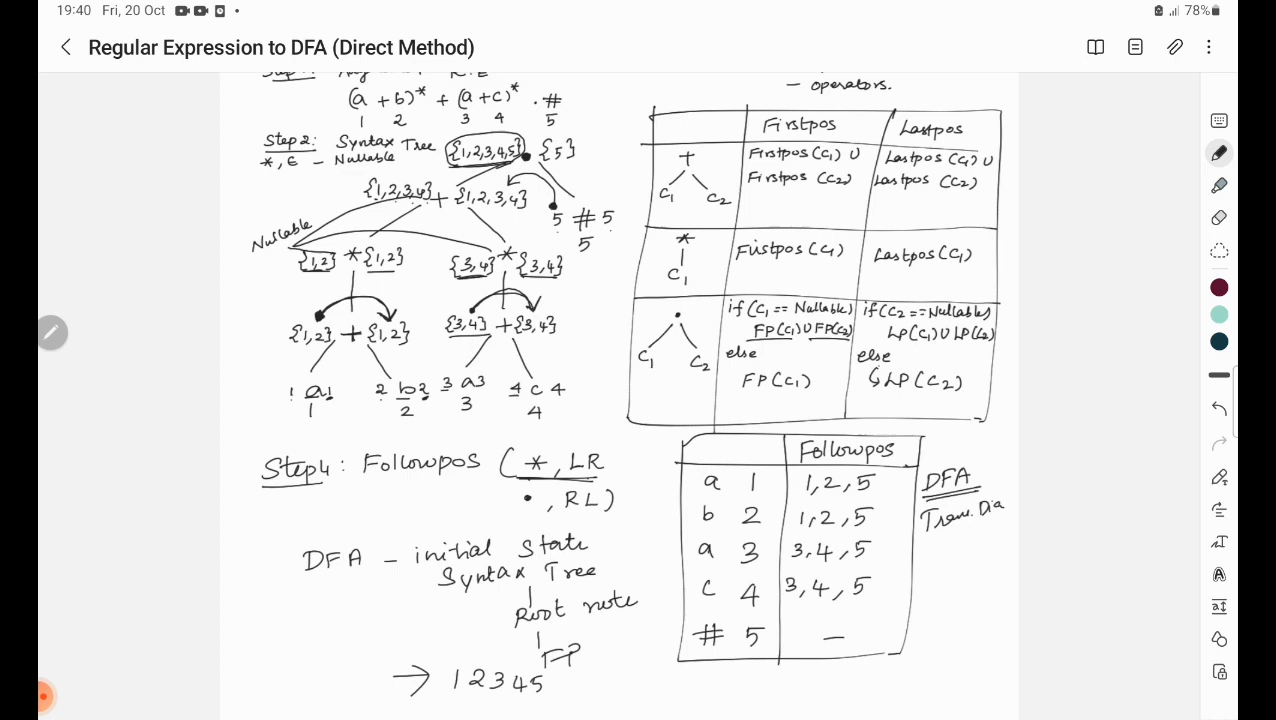 19:40 Fri, 20 Oct
78%
Regular Expression to DFA (Direct Method)
(a + b)* + (a + c)* . #
1 2 3 4 5
Step2: Syntax Tree
*, ε - Nullable
{1,2,3,4,5} {5}
{1,2,3,4} + {1,2,3,4}
5 # 5
5
Nullable
{1,2} * {1,2} {3,4} * {3,4}
{1,2} + {1,2} {3,4} + {3,4}
1 a 1 2 b 2 3 a 3 4 c 4
1 2 3 4
Step4: Followpos ( *, LR
., RL)
DFA - initial State
Syntax Tree
Root note
FP
→ 1 2 3 4 5
- operators.
Firstpos Lastpos
+ Firstpos (C1) U Lastpos (C1) U
C1 C2 Firstpos (C2) Lastpos (C2)
* Firstpos (C1) Lastpos (C1)
C1
. if (C1 == Nullable) if (C2 == Nullable)
FP(C1) U FP(C2) LP(C1) U LP(C2)
C1 C2 else else
FP(C1) LP(C2)
Followpos
a 1 1,2,5
b 2 1,2,5
a 3 3,4,5
c 4 3,4,5
# 5 —
DFA
Tran. Dia